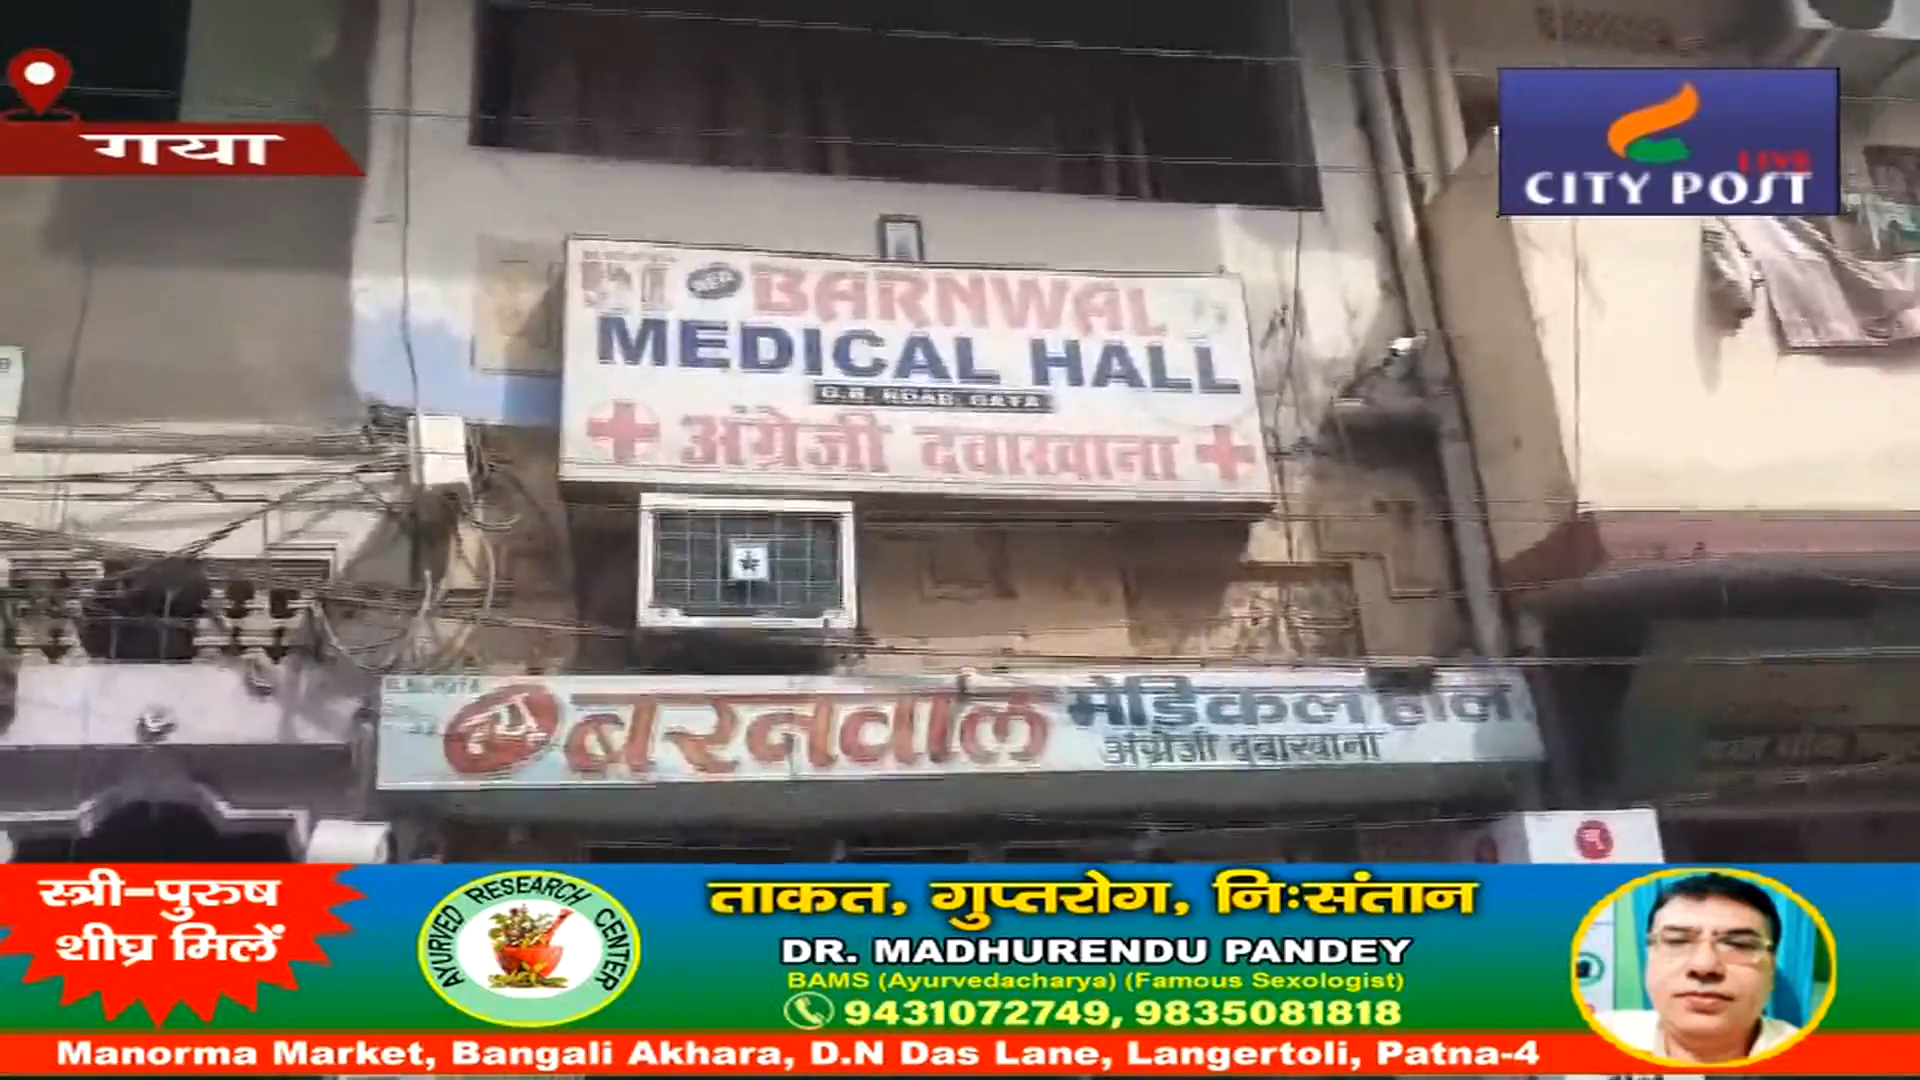 गया
LIVE
CITY POST
NEW BARNWAL
MEDICAL HALL
G.B. ROAD, GAYA
अंग्रेजी दवाखाना
बरनवाल मेडिकल हॉल
अंग्रेजी दवाखाना
स्त्री-पुरुष
शीघ्र मिलें
AYURVED RESEARCH CENTER
ताकत, गुप्तरोग, निःसंतान
DR. MADHURENDU PANDEY
BAMS (Ayurvedacharya) (Famous Sexologist)
9431072749, 9835081818
Manorma Market, Bangali Akhara, D.N Das Lane, Langertoli, Patna-4